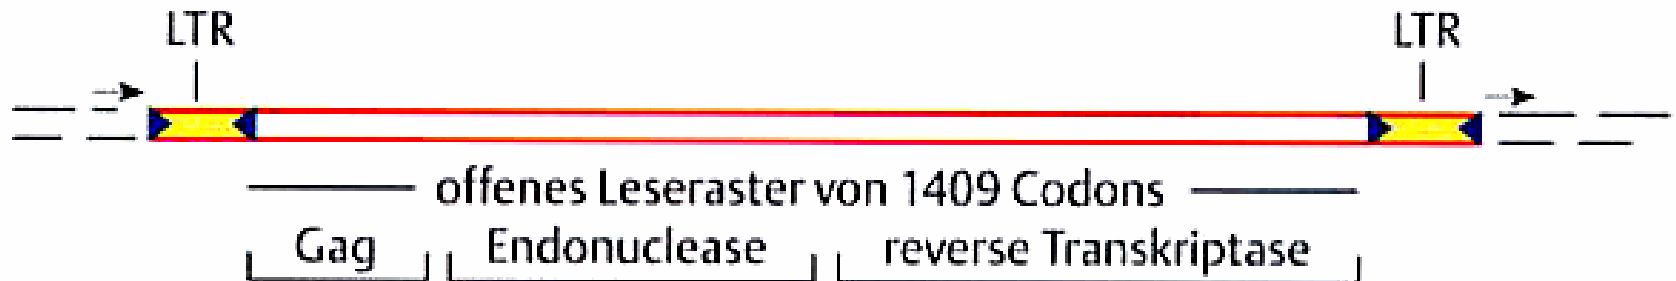 LTR LTR
offenes Leseraster von 1409 Codons
Gag Endonuclease reverse Transkriptase